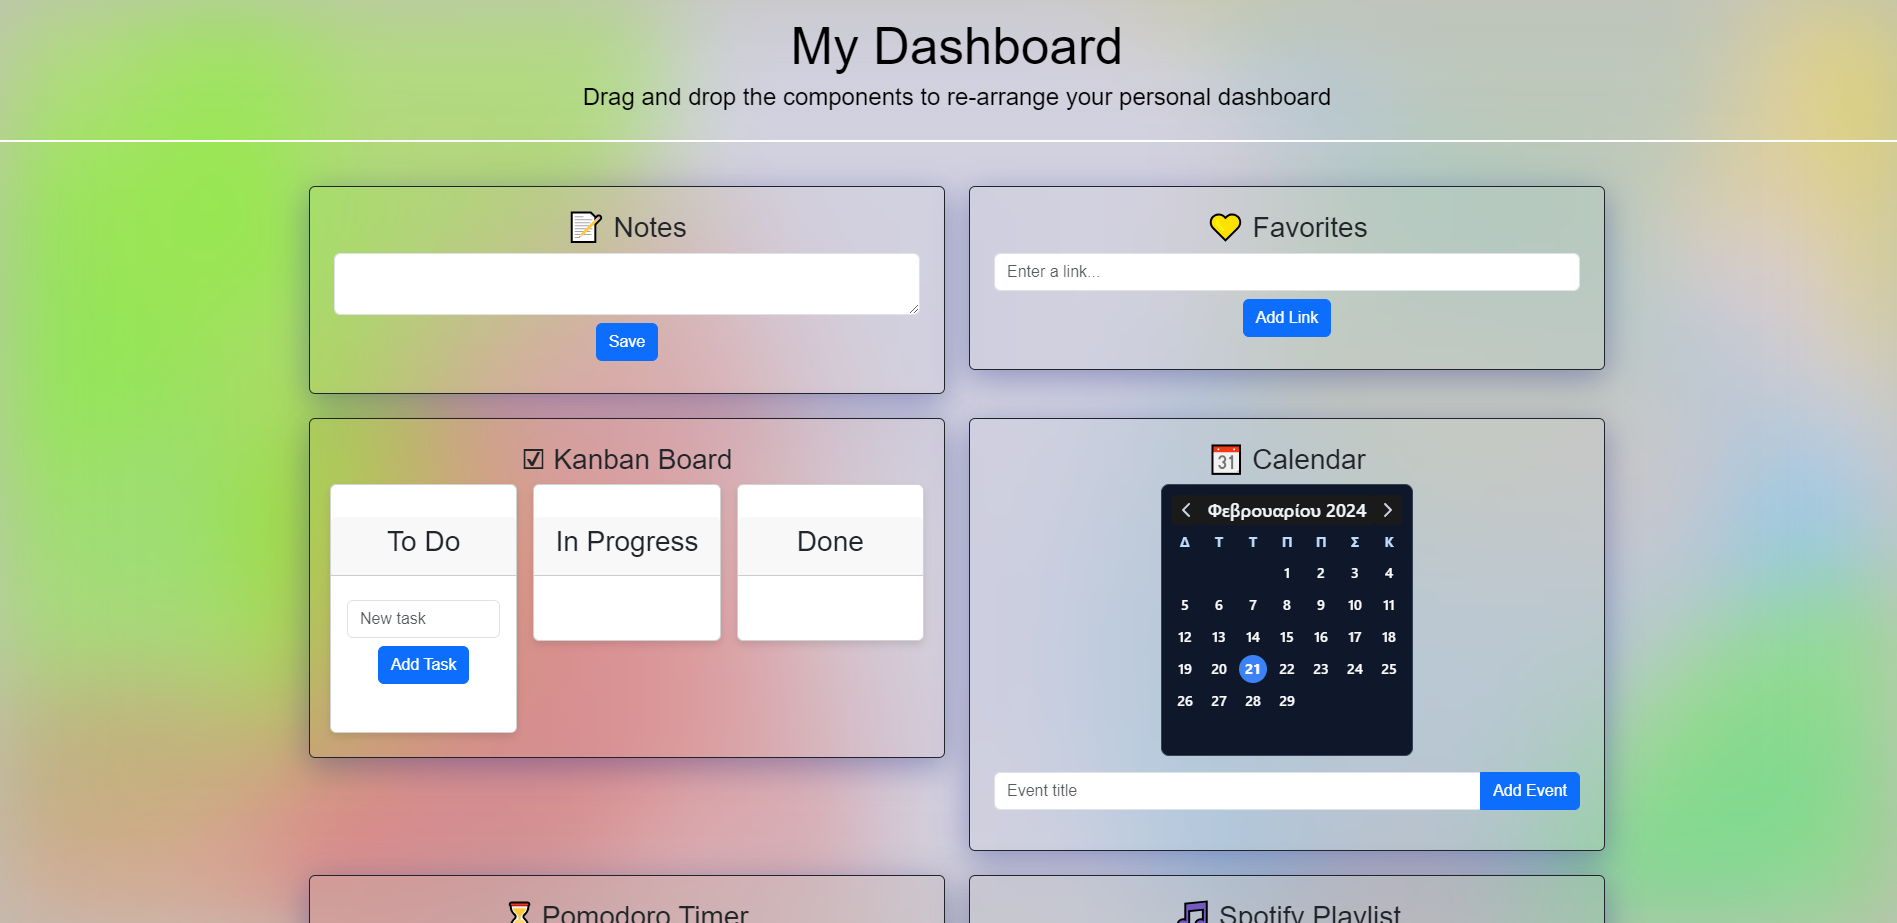 My Dashboard
Drag and drop the components to re-arrange your personal dashboard
📝 Notes
Save
💛 Favorites
Enter a link...
Add Link
☑ Kanban Board
To Do
New task
Add Task
In Progress
Done
📅 Calendar
31
Φεβρουαρίου 2024
Δ Τ Τ Π Π Σ Κ
1 2 3 4
5 6 7 8 9 10 11
12 13 14 15 16 17 18
19 20 21 22 23 24 25
26 27 28 29
Event title
Add Event
⏳ Pomodoro Timer
🎵 Spotify Playlist